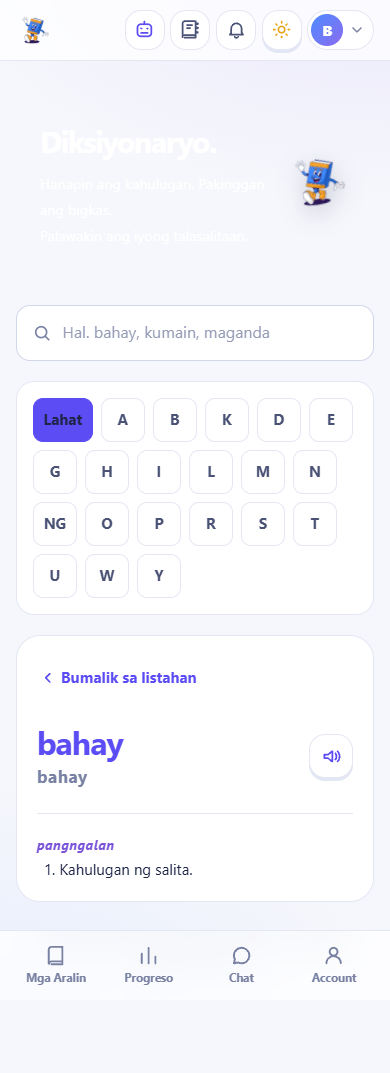 B
Diksiyonaryo.
Hanapin ang kahulugan. Pakinggan
ang bigkas.
Palawakin ang iyong talasalitaan.
Hal. bahay, kumain, maganda
Lahat A B K D E
G H I L M N
NG O P R S T
U W Y
Bumalik sa listahan
bahay
bahay
pangngalan
1. Kahulugan ng salita.
Mga Aralin Progreso Chat Account